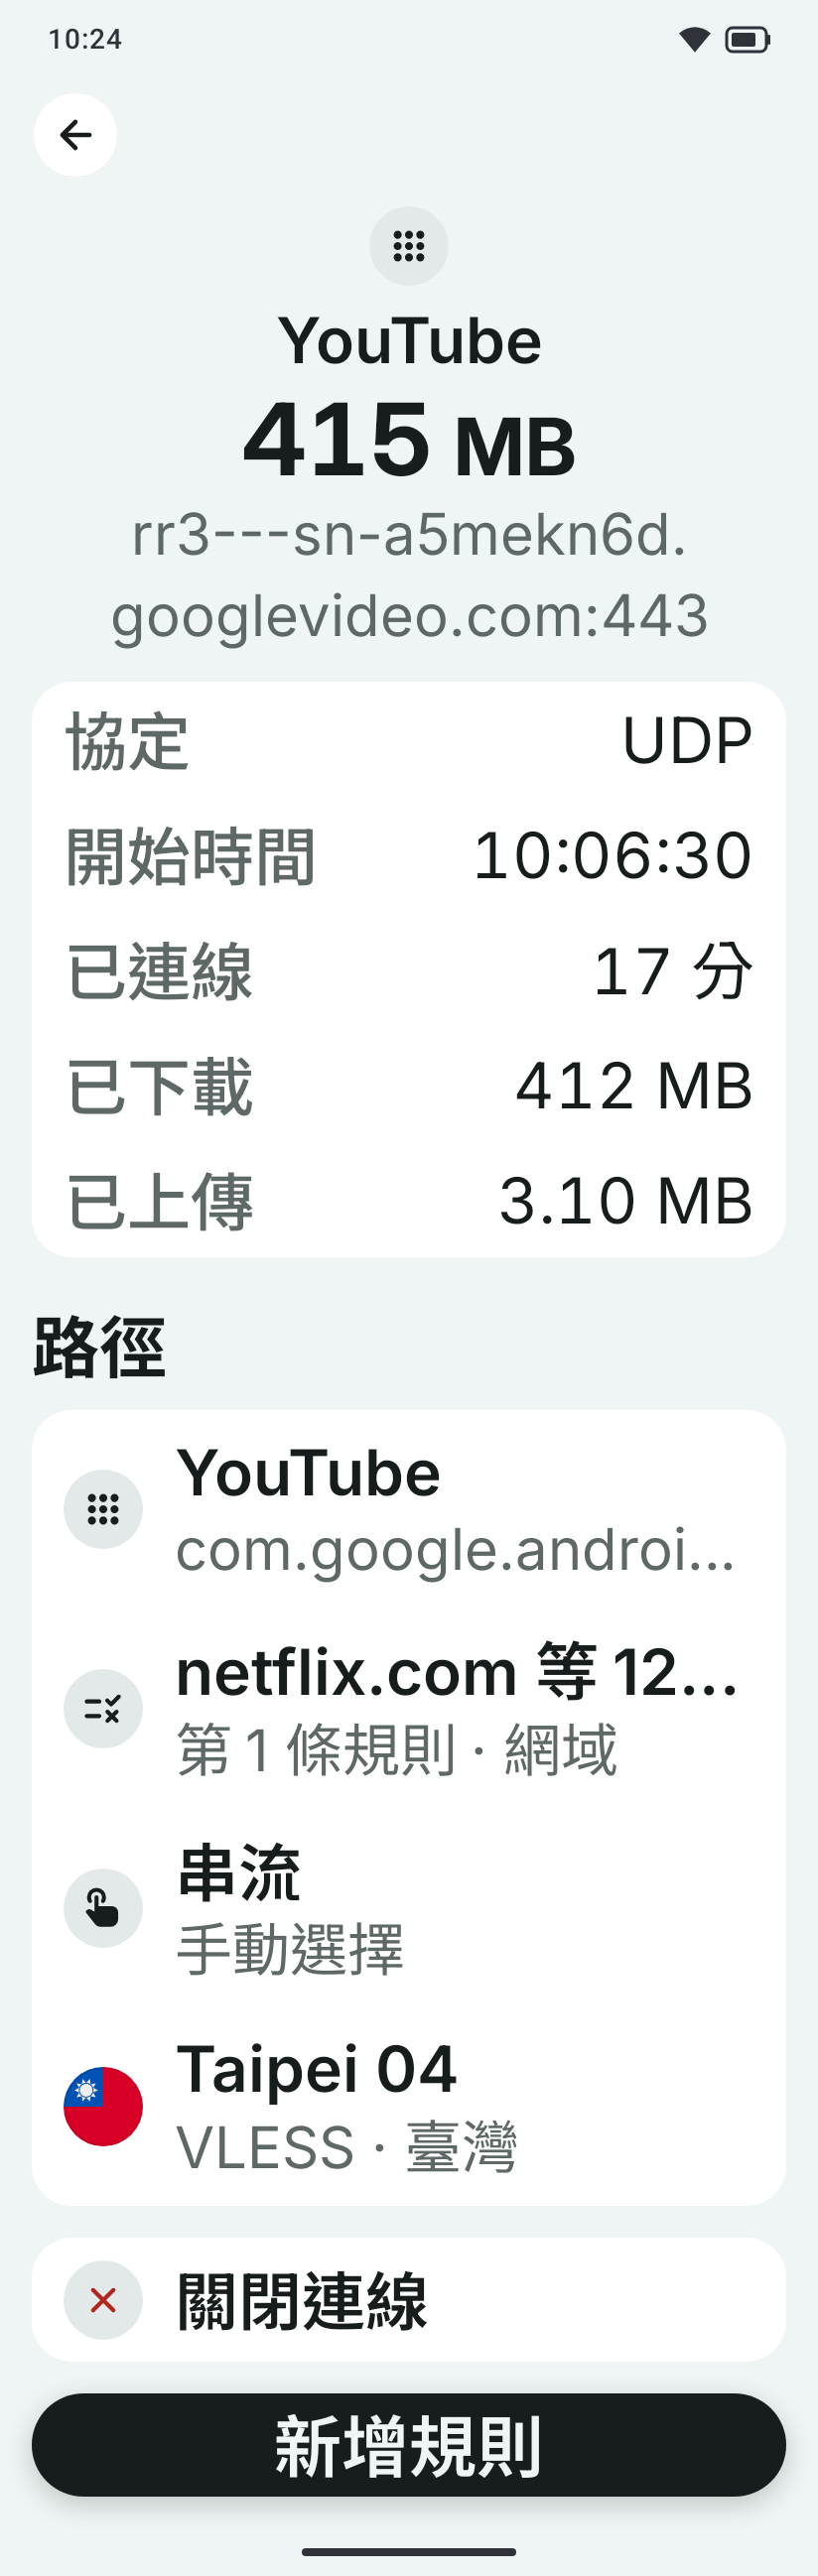 10:24
YouTube
415 MB
rr3---sn-a5mekn6d.
googlevideo.com:443
協定 UDP
開始時間 10:06:30
已連線 17 分
已下載 412 MB
已上傳 3.10 MB
路徑
YouTube
com.google.androi...
netflix.com 等 12...
第 1 條規則 · 網域
串流
手動選擇
Taipei 04
VLESS · 臺灣
關閉連線
新增規則